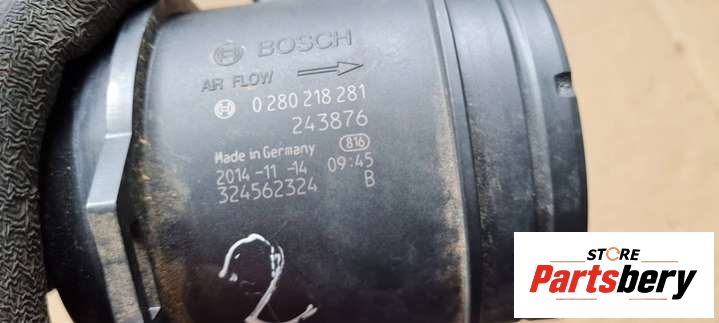 BOSCH
AIR FLOW
0 280 218 281
243876
Made in Germany 816
2014-11-14 09:45
324562324 B
2
STORE
Partsbery